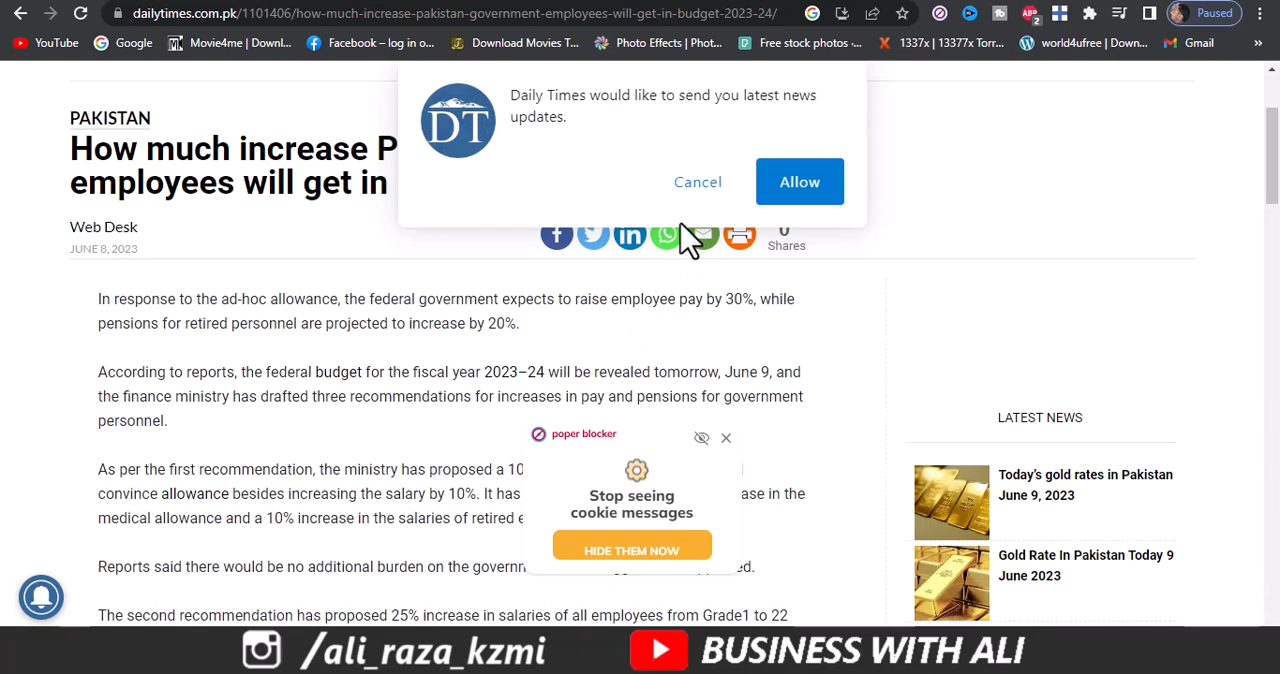 dailytimes.com.pk/1101406/how-much-increase-pakistan-government-employees-will-get-in-budget-2023-24/
2
Paused
YouTube
Google
Movie4me | Downl...
Facebook – log in o...
Download Movies T...
Photo Effects | Phot...
Free stock photos -...
1337x | 13377x Torr...
world4ufree | Down...
Gmail
»
DT
Daily Times would like to send you latest news
updates.
Cancel
Allow
PAKISTAN
How much increase P
employees will get in
Web Desk
JUNE 8, 2023
0
Shares
In response to the ad-hoc allowance, the federal government expects to raise employee pay by 30%, while
pensions for retired personnel are projected to increase by 20%.
According to reports, the federal budget for the fiscal year 2023–24 will be revealed tomorrow, June 9, and
the finance ministry has drafted three recommendations for increases in pay and pensions for government
personnel.
As per the first recommendation, the ministry has proposed a 10
convince allowance besides increasing the salary by 10%. It has
ase in the
medical allowance and a 10% increase in the salaries of retired e
Reports said there would be no additional burden on the governm
ed.
The second recommendation has proposed 25% increase in salaries of all employees from Grade1 to 22
poper blocker
Stop seeing
cookie messages
HIDE THEM NOW
LATEST NEWS
Today's gold rates in Pakistan
June 9, 2023
Gold Rate In Pakistan Today 9
June 2023
/ali_raza_kzmi
BUSINESS WITH ALI